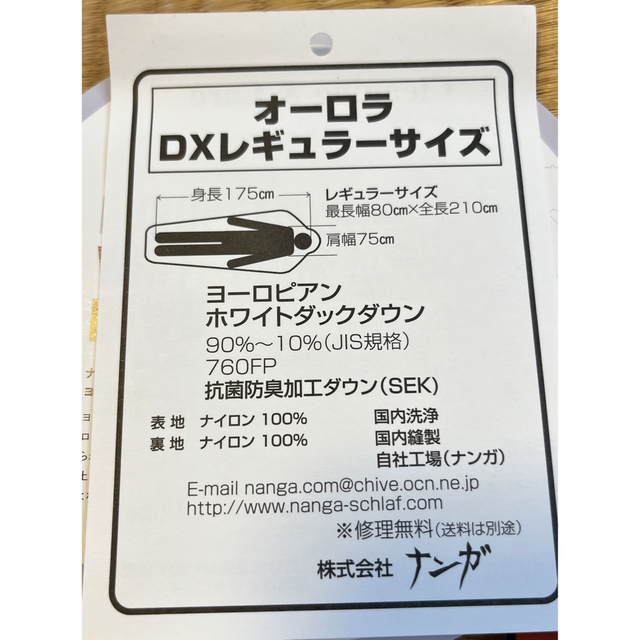 オーロラ
DXレギュラーサイズ
身長175㎝
レギュラーサイズ
最長幅80㎝×全長210㎝
肩幅75㎝
ヨーロピアン
ホワイトダックダウン
90%〜10%(JIS規格)
760FP
抗菌防臭加工ダウン(SEK)
表地 ナイロン 100% 国内洗浄
裏地 ナイロン 100% 国内縫製
自社工場(ナンガ)
E-mail nanga.com@chive.ocn.ne.jp
http://www.nanga-schlaf.com
※修理無料(送料は別途)
株式会社 ナンガ